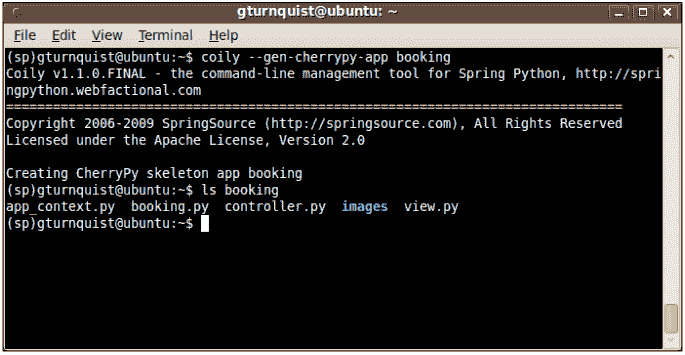 gturnquist@ubuntu: ~
File Edit View Terminal Help
(sp)gturnquist@ubuntu:~$ coily --gen-cherrypy-app booking
Coily v1.1.0.FINAL - the command-line management tool for Spring Python, http://spri
ngpython.webfactional.com
===============================================================================
Copyright 2006-2009 SpringSource (http://springsource.com), All Rights Reserved
Licensed under the Apache License, Version 2.0
Creating CherryPy skeleton app booking
(sp)gturnquist@ubuntu:~$ ls booking
app_context.py booking.py controller.py images view.py
(sp)gturnquist@ubuntu:~$